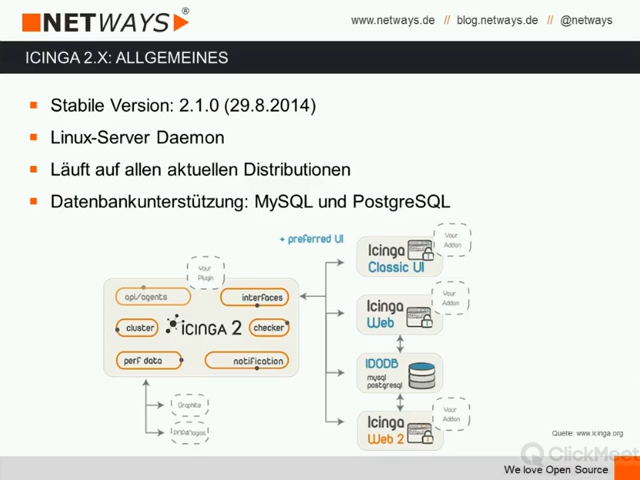 NETWAYS®
www.netways.de // blog.netways.de // @netways
ICINGA 2.X: ALLGEMEINES
Stabile Version: 2.1.0 (29.8.2014)
Linux-Server Daemon
Läuft auf allen aktuellen Distributionen
Datenbankunterstützung: MySQL und PostgreSQL
+ preferred UI
Your
Plugin
api/agents
interfaces
cluster
ICINGA 2
checker
perf data
notification
Graphite
PNP4Nagios
Icinga
Classic UI
Your
Addon
Icinga
Web
Your
Addon
IDODB
mysql
postgresql
Icinga
Web 2
Your
Addon
Quelle: www.icinga.org
ClickMeet
We love Open Source